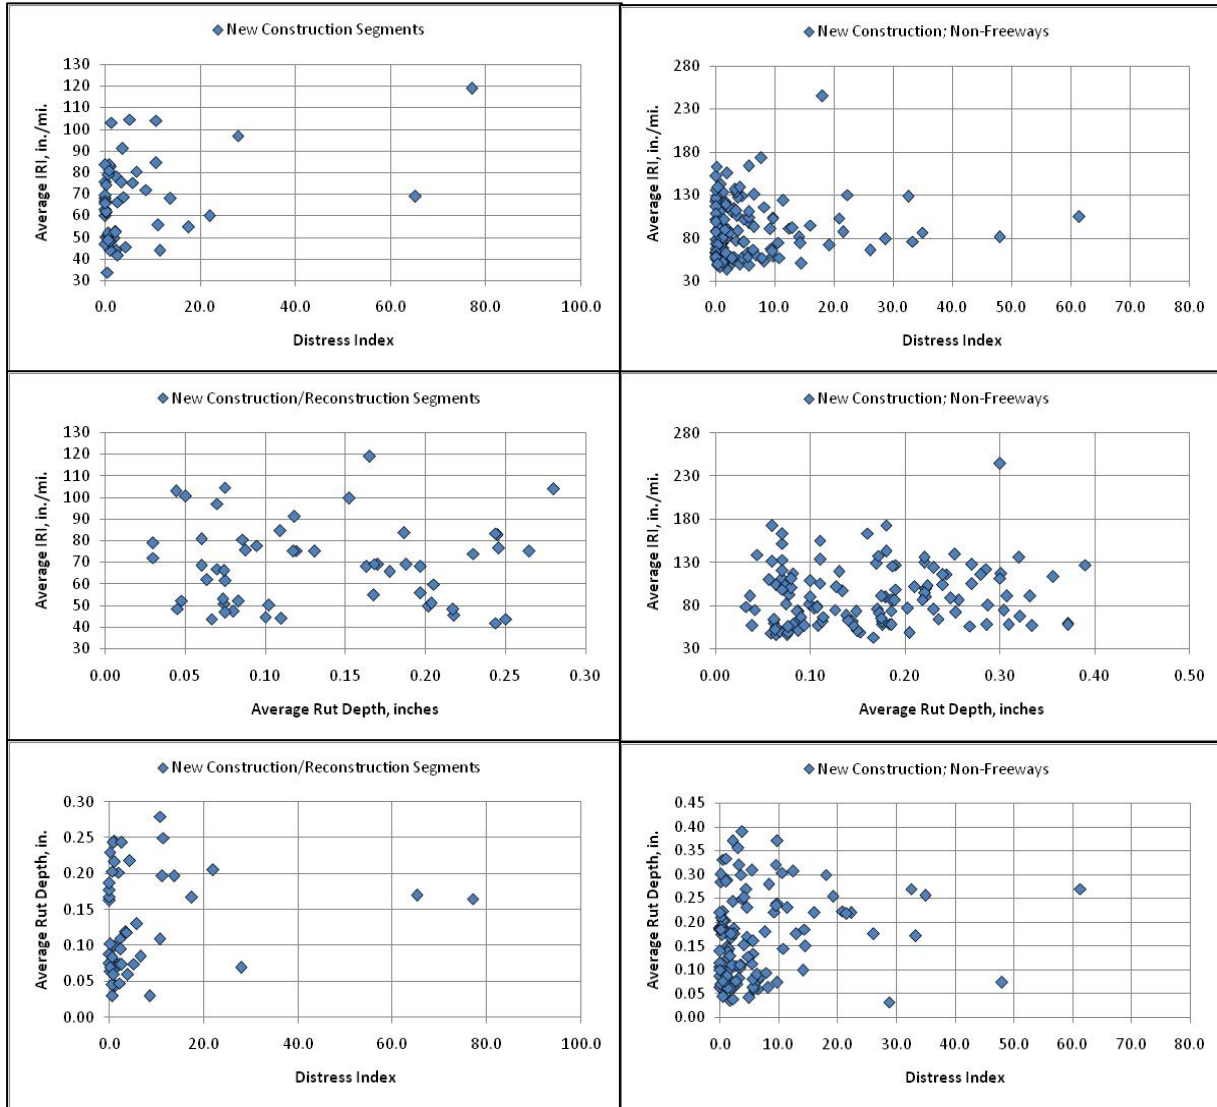 New Construction Segments
130
120
110
100
90
80
70
60
50
40
30
Average IRI, in./mi.
0.0 20.0 40.0 60.0 80.0 100.0
Distress Index
New Construction; Non-Freeways
280
230
180
130
80
30
Average IRI, in./mi.
0.0 10.0 20.0 30.0 40.0 50.0 60.0 70.0 80.0
Distress Index
New Construction/Reconstruction Segments
130
120
110
100
90
80
70
60
50
40
30
Average IRI, in./mi.
0.00 0.05 0.10 0.15 0.20 0.25 0.30
Average Rut Depth, inches
New Construction; Non-Freeways
280
230
180
130
80
30
Average IRI, in./mi.
0.00 0.10 0.20 0.30 0.40 0.50
Average Rut Depth, inches
New Construction/Reconstruction Segments
0.30
0.25
0.20
0.15
0.10
0.05
0.00
Average Rut Depth, in.
0.0 20.0 40.0 60.0 80.0 100.0
Distress Index
New Construction; Non-Freeways
0.45
0.40
0.35
0.30
0.25
0.20
0.15
0.10
0.05
0.00
Average Rut Depth, in.
0.0 10.0 20.0 30.0 40.0 50.0 60.0 70.0 80.0
Distress Index